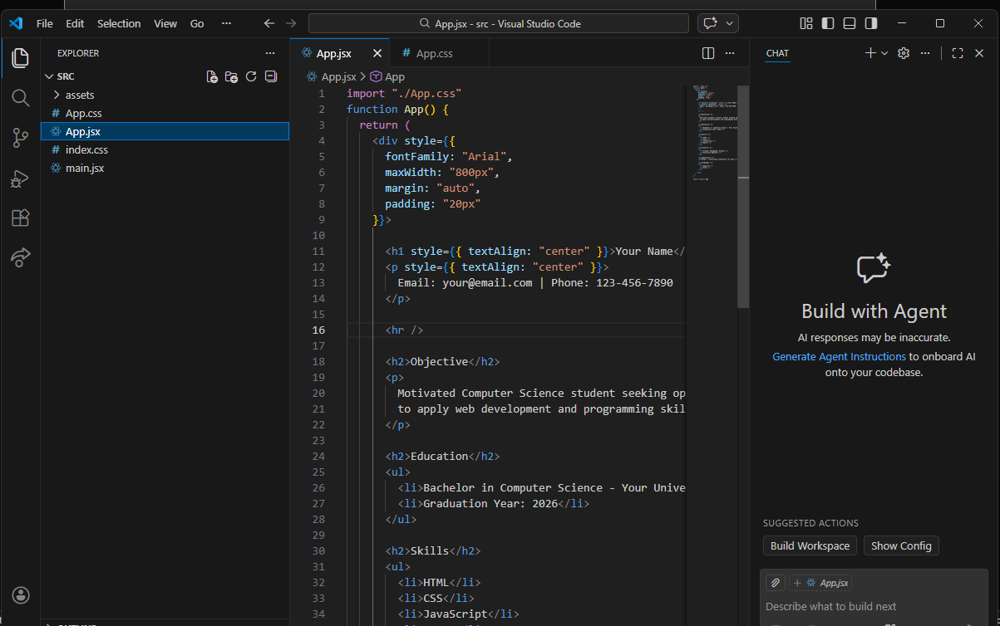 File Edit Selection View Go ··· App.jsx - src - Visual Studio Code
EXPLORER ···
SRC
assets
# App.css
App.jsx
# index.css
main.jsx
App.jsx # App.css ···
App.jsx > App
1 import "./App.css"
2 function App() {
3 return (
4 <div style={{
5 fontFamily: "Arial",
6 maxWidth: "800px",
7 margin: "auto",
8 padding: "20px"
9 }}>
10
11 <h1 style={{ textAlign: "center" }}>Your Name</
12 <p style={{ textAlign: "center" }}>
13 Email: your@email.com | Phone: 123-456-7890
14 </p>
15
16 <hr />
17
18 <h2>Objective</h2>
19 <p>
20 Motivated Computer Science student seeking op
21 to apply web development and programming skil
22 </p>
23
24 <h2>Education</h2>
25 <ul>
26 <li>Bachelor in Computer Science - Your Unive
27 <li>Graduation Year: 2026</li>
28 </ul>
29
30 <h2>Skills</h2>
31 <ul>
32 <li>HTML</li>
33 <li>CSS</li>
34 <li>JavaScript</li>
CHAT ···
Build with Agent
AI responses may be inaccurate.
Generate Agent Instructions to onboard AI
onto your codebase.
SUGGESTED ACTIONS
Build Workspace Show Config
+ App.jsx
Describe what to build next